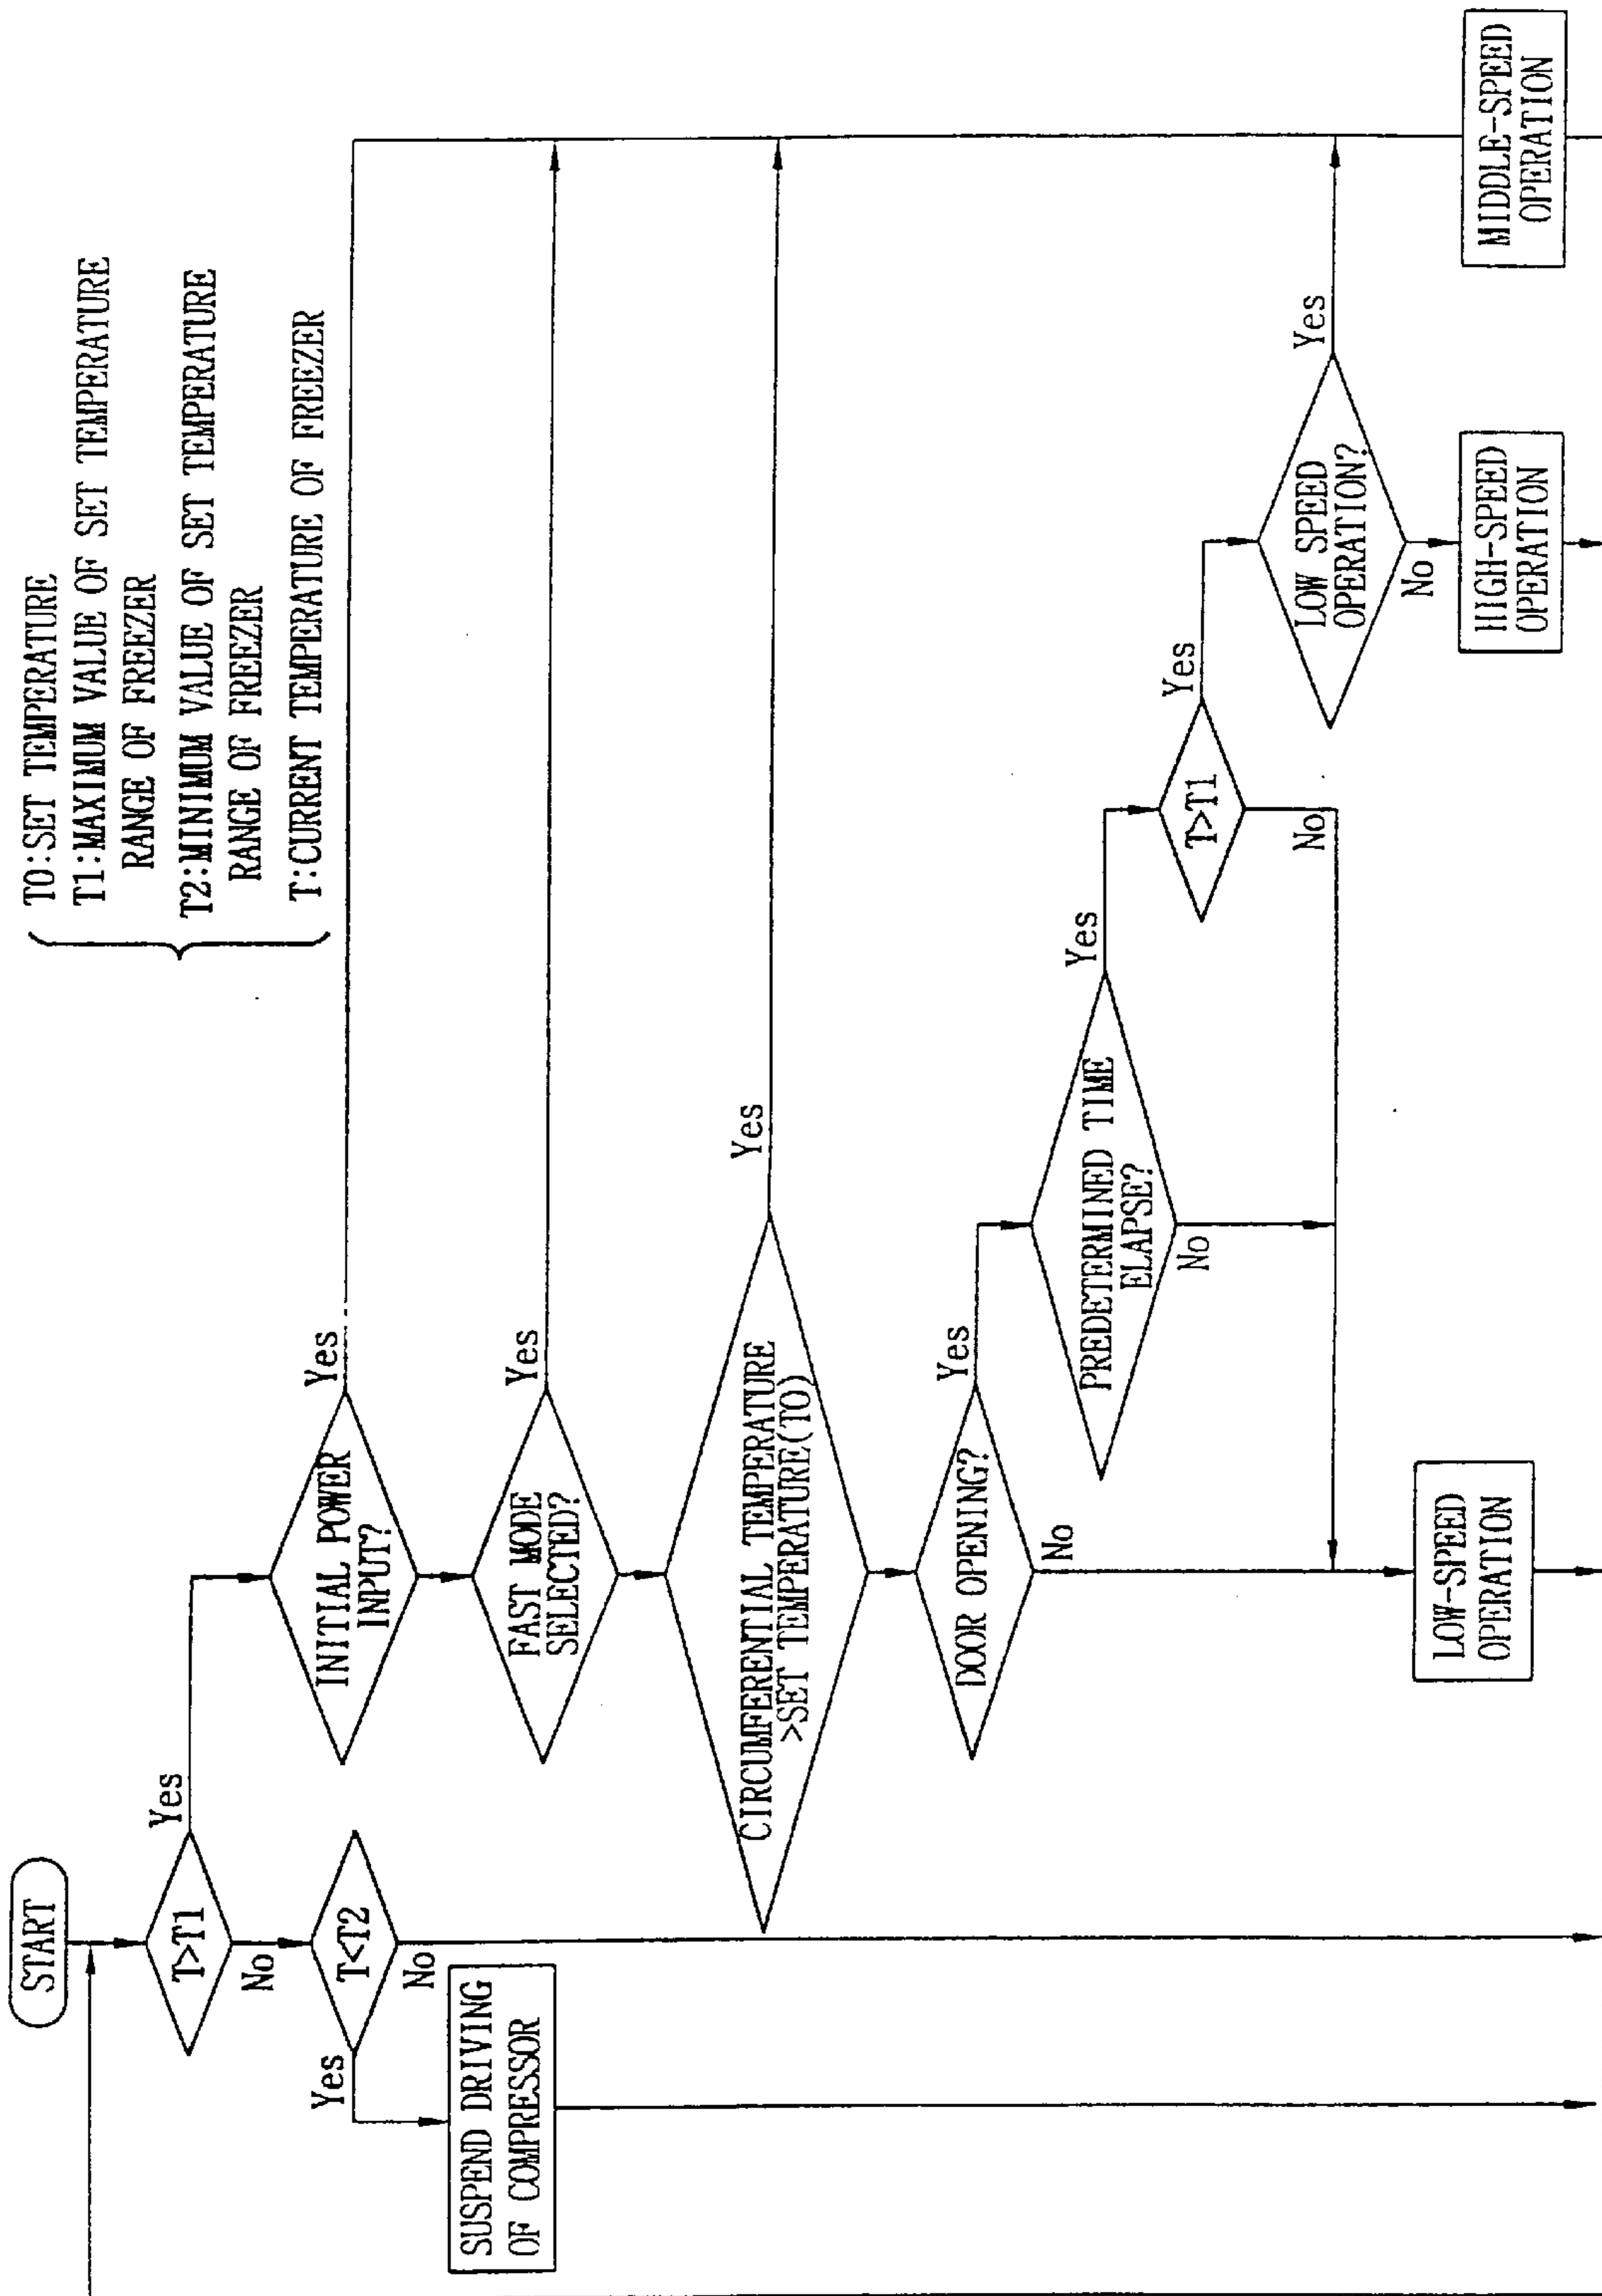 TO:SET TEMPERATURE
T1:MAXIMUM VALUE OF SET TEMPERATURE
RANGE OF FREEZER
T2:MINIMUM VALUE OF SET TEMPERATURE
RANGE OF FREEZER
T:CURRENT TEMPERATURE OF FREEZER
START
T>T1
Yes
No
T<T2
Yes
No
SUSPEND DRIVING
OF COMPRESSOR
INITIAL POWER
INPUT?
Yes
FAST MODE
SELECTED?
Yes
CIRCUMFERENTIAL TEMPERATURE
>SET TEMPERATURE(TO)
Yes
DOOR OPENING?
Yes
No
PREDETERMINED TIME
ELAPSE?
Yes
No
T>T1
Yes
No
LOW SPEED
OPERATION?
Yes
No
LOW-SPEED
OPERATION
HIGH-SPEED
OPERATION
MIDDLE-SPEED
OPERATION